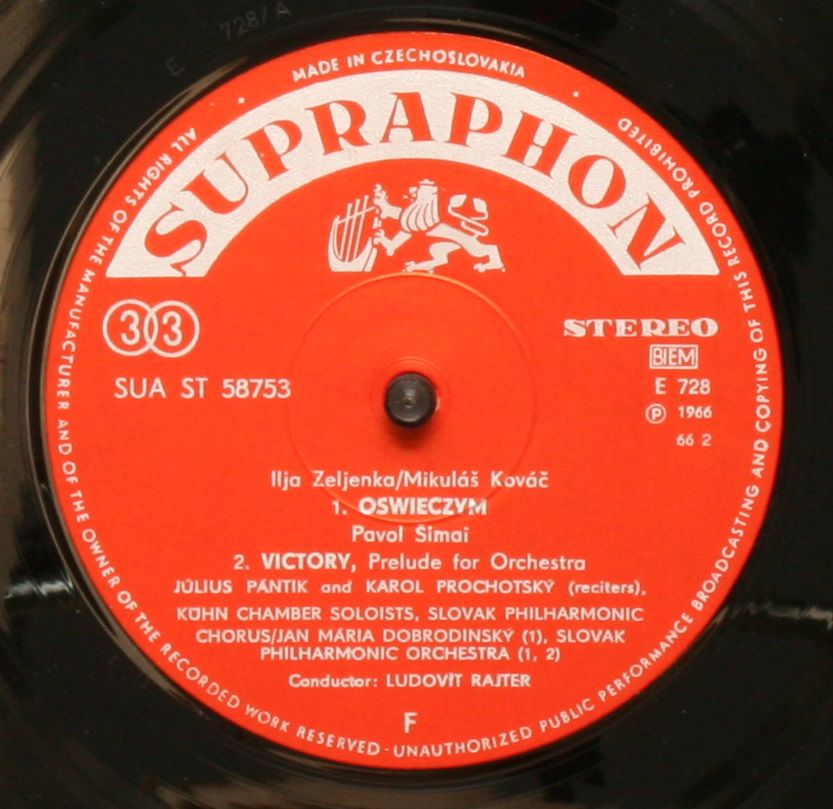 E 728/A
MADE IN CZECHOSLOVAKIA
SUPRAPHON
33
STEREO
BIEM
SUA ST 58753
E 728
Ⓟ 1966
66 2
Ilja Zeljenka/Mikuláš Kováč
1. OSWIECZYM
Pavol Šimai
2. VICTORY, Prelude for Orchestra
JÚLIUS PÁNTIK and KAROL PROCHOTSKÝ (reciters),
KÜHN CHAMBER SOLOISTS, SLOVAK PHILHARMONIC
CHORUS/JAN MÁRIA DOBRODINSKÝ (1), SLOVAK
PHILHARMONIC ORCHESTRA (1, 2)
Conductor: LUDOVÍT RAJTER
F
ALL RIGHTS OF THE MANUFACTURER AND OF THE OWNER OF THE RECORDED WORK RESERVED - UNAUTHORIZED PUBLIC PERFORMANCE BROADCASTING AND COPYING OF THIS RECORD PROHIBITED